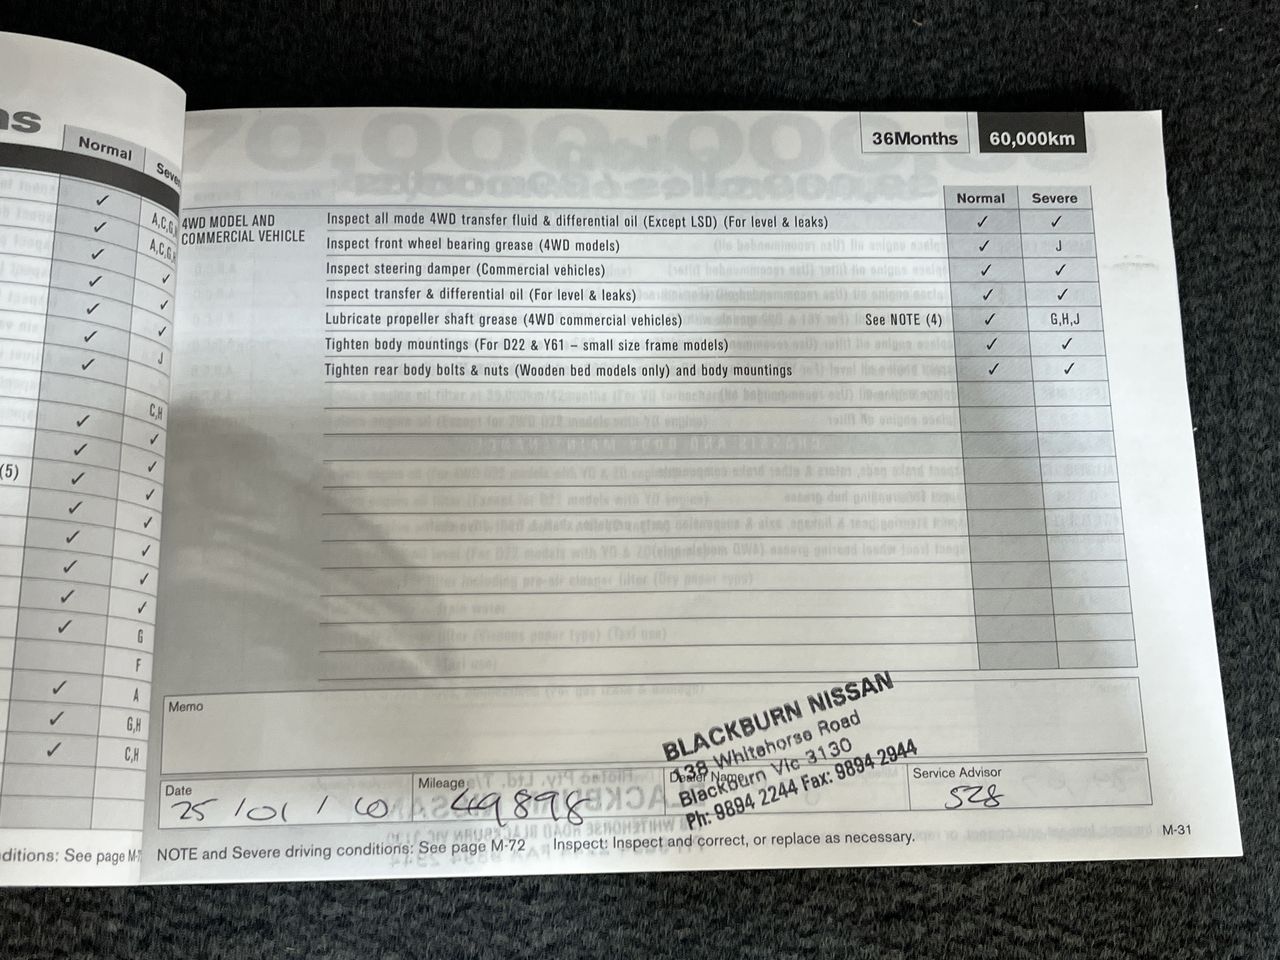 ns
Normal
Seve
✓
✓ A,C,G,H
✓ A,C,G,H
✓ ✓
✓ ✓
✓ ✓
✓ J
C,H
✓ ✓
✓ ✓
(5) ✓ ✓
✓ ✓
✓ ✓
✓ ✓
✓ ✓
✓ G
F
✓ A
✓ G,H
✓ C,H
ditions: See page M-7
36Months 60,000km
Normal Severe
4WD MODEL AND
COMMERCIAL VEHICLE
Inspect all mode 4WD transfer fluid & differential oil (Except LSD) (For level & leaks) ✓ ✓
Inspect front wheel bearing grease (4WD models) ✓ J
Inspect steering damper (Commercial vehicles) ✓ ✓
Inspect transfer & differential oil (For level & leaks) ✓ ✓
Lubricate propeller shaft grease (4WD commercial vehicles) See NOTE (4) ✓ G,H,J
Tighten body mountings (For D22 & Y61 – small size frame models) ✓ ✓
Tighten rear body bolts & nuts (Wooden bed models only) and body mountings ✓ ✓
Memo
BLACKBURN NISSAN
138 Whitehorse Road
Blackburn Vic 3130
Ph: 9894 2244 Fax: 9894 2944
Date
25 / 01 / 10
Mileage
49898
Dealer Name
Service Advisor
528
NOTE and Severe driving conditions: See page M-72 Inspect: Inspect and correct, or replace as necessary.
M-31